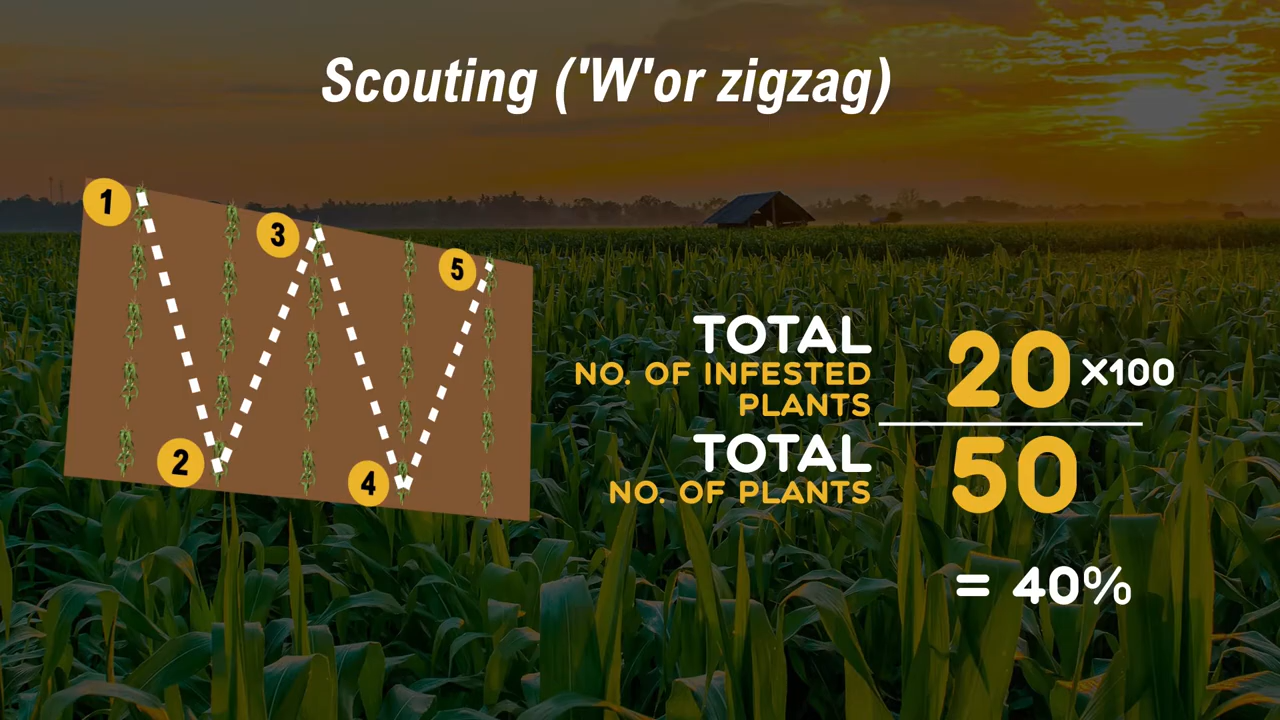 Scouting ('W'or zigzag)
1
3
5
2
4
TOTAL
NO. OF INFESTED
PLANTS
20 X100
TOTAL
NO. OF PLANTS
50
= 40%